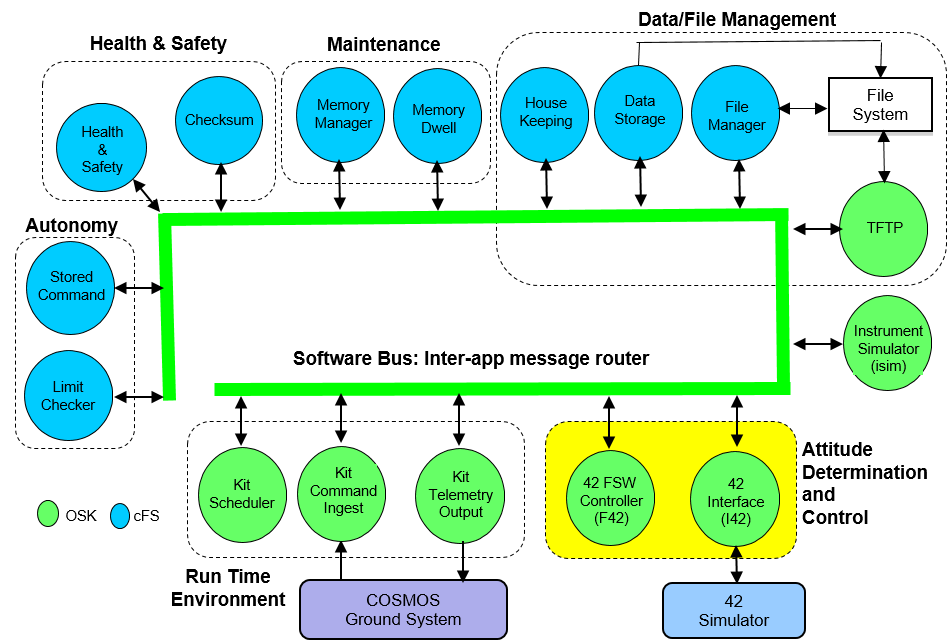 Data/File Management
Health & Safety
Maintenance
Health
&
Safety
Checksum
Memory
Manager
Memory
Dwell
House
Keeping
Data
Storage
File
Manager
File
System
TFTP
Autonomy
Stored
Command
Limit
Checker
Instrument
Simulator
(isim)
Software Bus: Inter-app message router
Kit
Scheduler
Kit
Command
Ingest
Kit
Telemetry
Output
42 FSW
Controller
(F42)
42
Interface
(I42)
Attitude
Determination
and
Control
OSK
cFS
Run Time
Environment
COSMOS
Ground System
42
Simulator